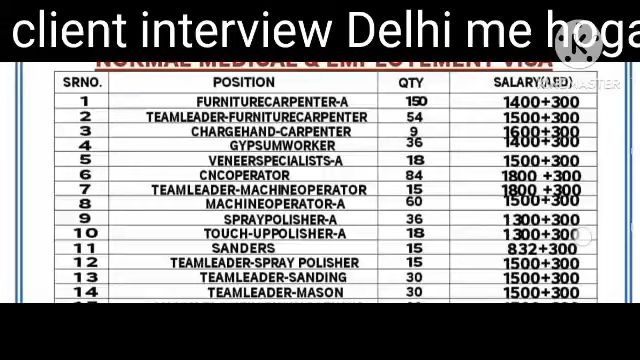 client interview Delhi me hoga
NORMAL MEDICAL & EMPLOYEMENT VISA
SRNO. POSITION QTY SALARY(AED)
1 FURNITURECARPENTER-A 150 1400+300
2 TEAMLEADER-FURNITURECARPENTER 54 1500+300
3 CHARGEHAND-CARPENTER 9 1600+300
4 GYPSUMWORKER 36 1400+300
5 VENEERSPECIALISTS-A 18 1500+300
6 CNCOPERATOR 84 1800 +300
7 TEAMLEADER-MACHINEOPERATOR 15 1800 +300
8 MACHINEOPERATOR-A 60 1500+300
9 SPRAYPOLISHER-A 36 1300+300
10 TOUCH-UPPOLISHER-A 18 1300+300
11 SANDERS 15 832+300
12 TEAMLEADER-SPRAY POLISHER 15 1500+300
13 TEAMLEADER-SANDING 30 1500+300
14 TEAMLEADER-MASON 30 1500+300